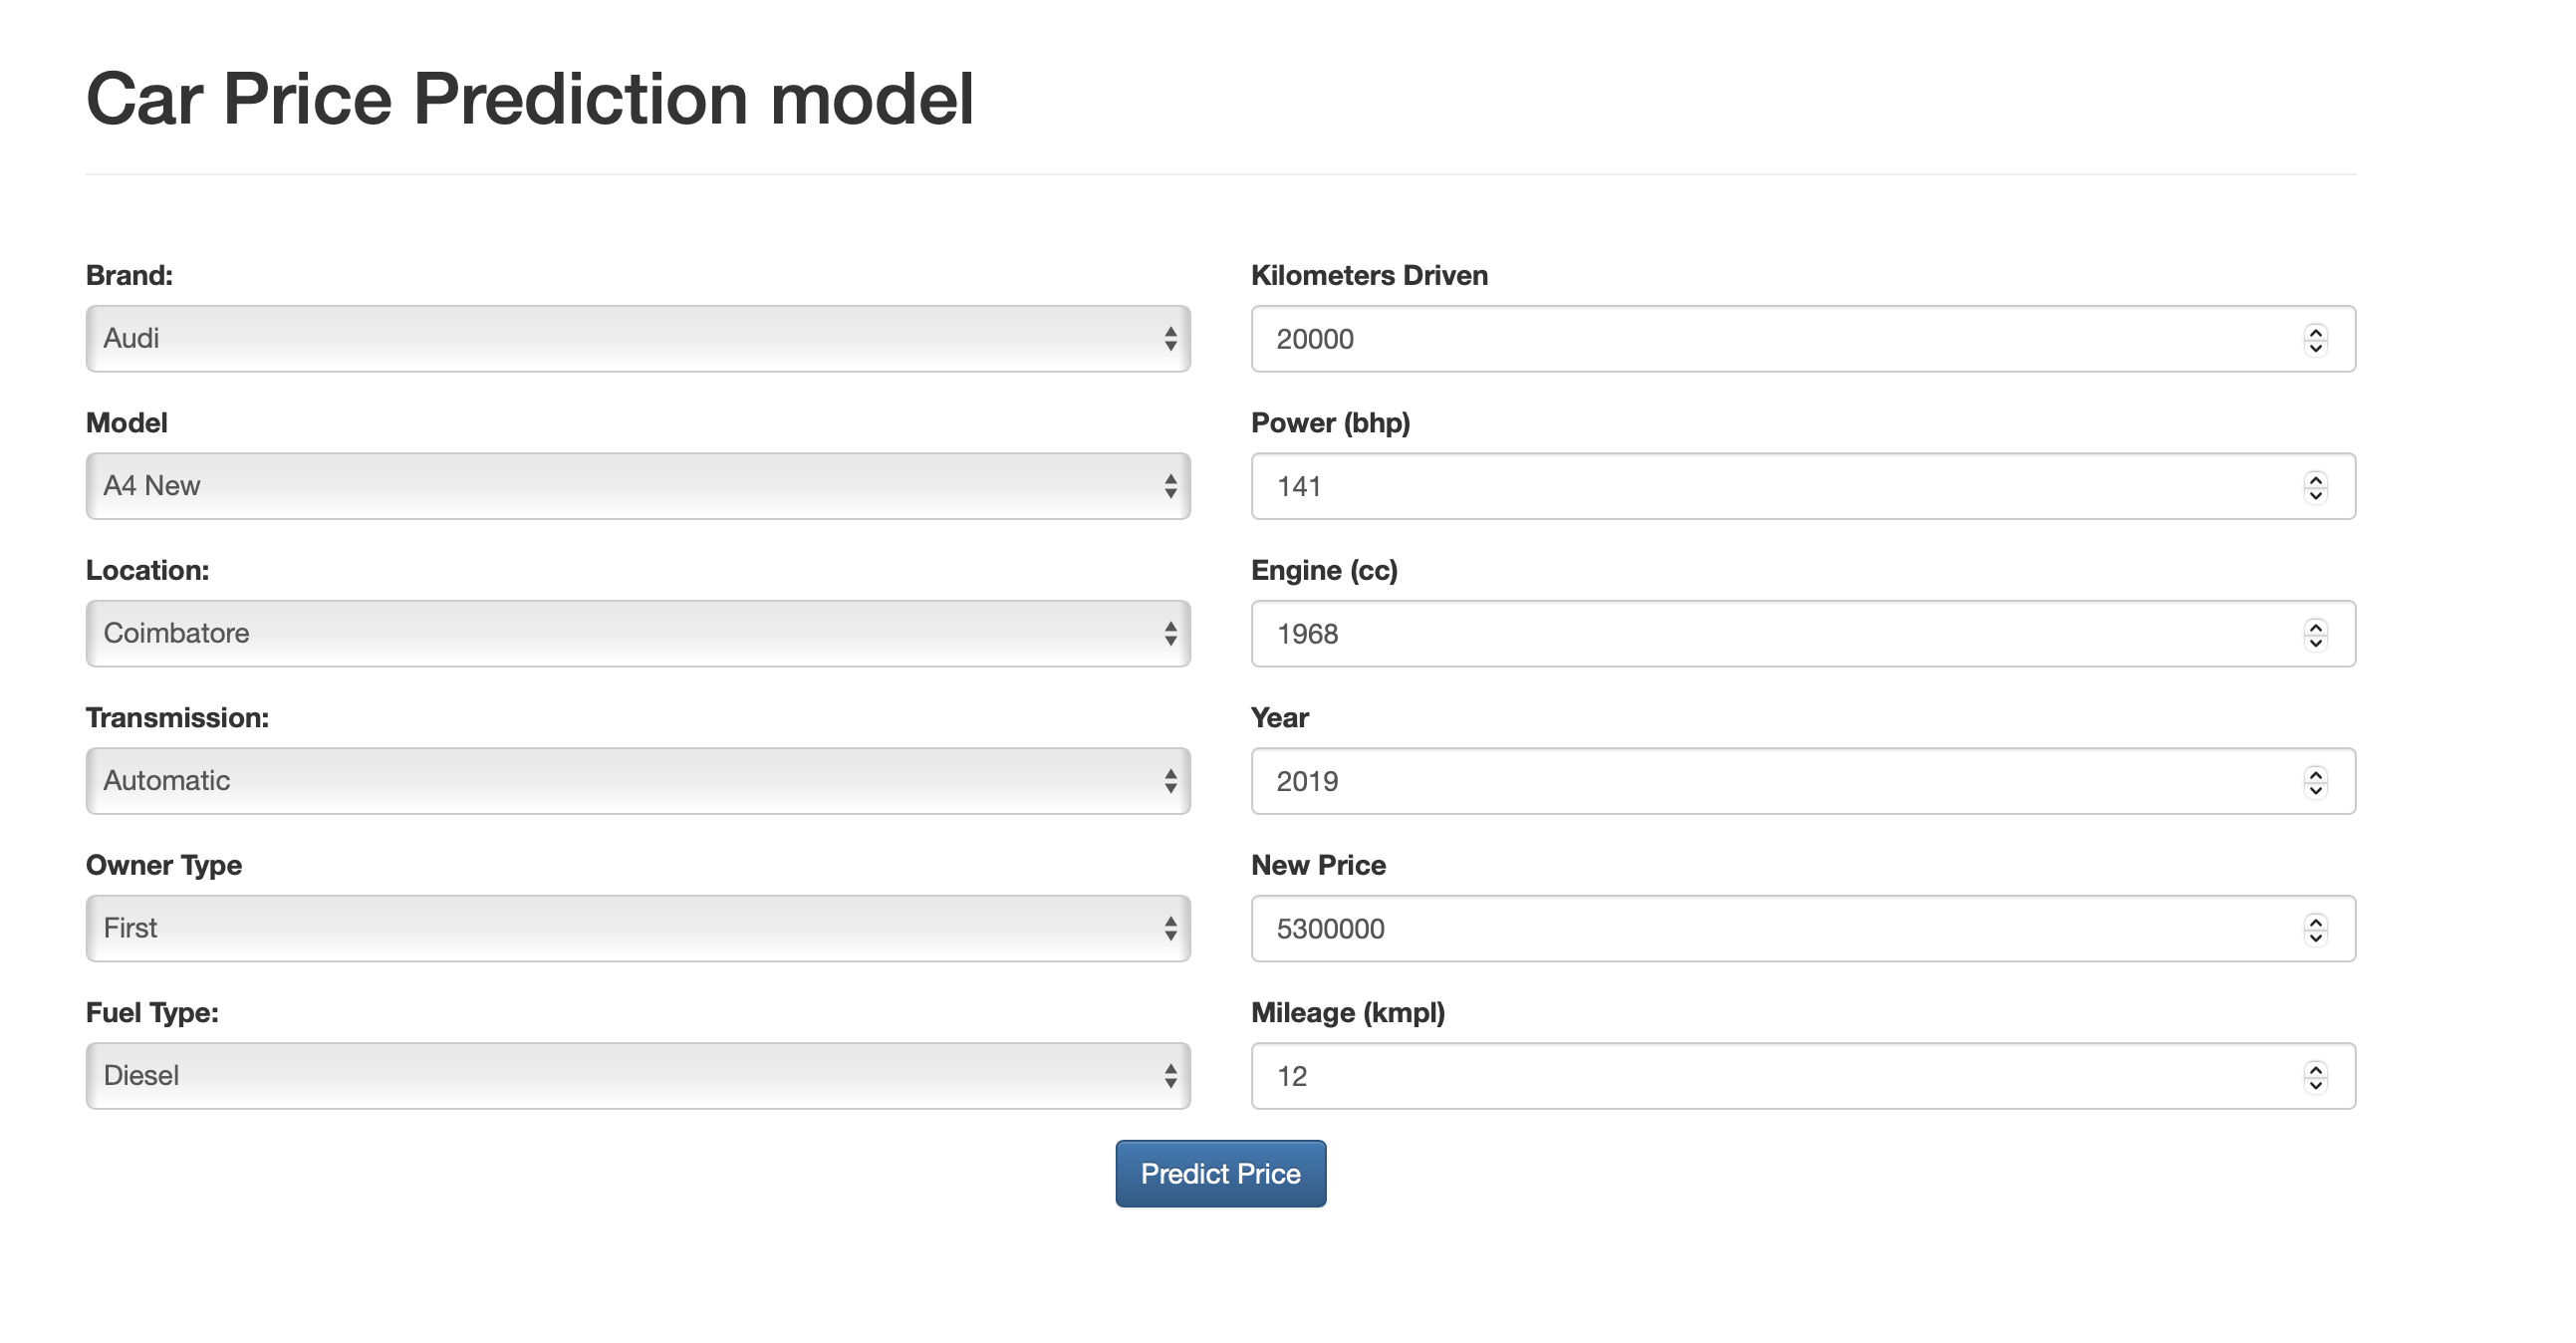 Car Price Prediction model
Brand:
Audi
Model
A4 New
Location:
Coimbatore
Transmission:
Automatic
Owner Type
First
Fuel Type:
Diesel
Kilometers Driven
20000
Power (bhp)
141
Engine (cc)
1968
Year
2019
New Price
5300000
Mileage (kmpl)
12
Predict Price